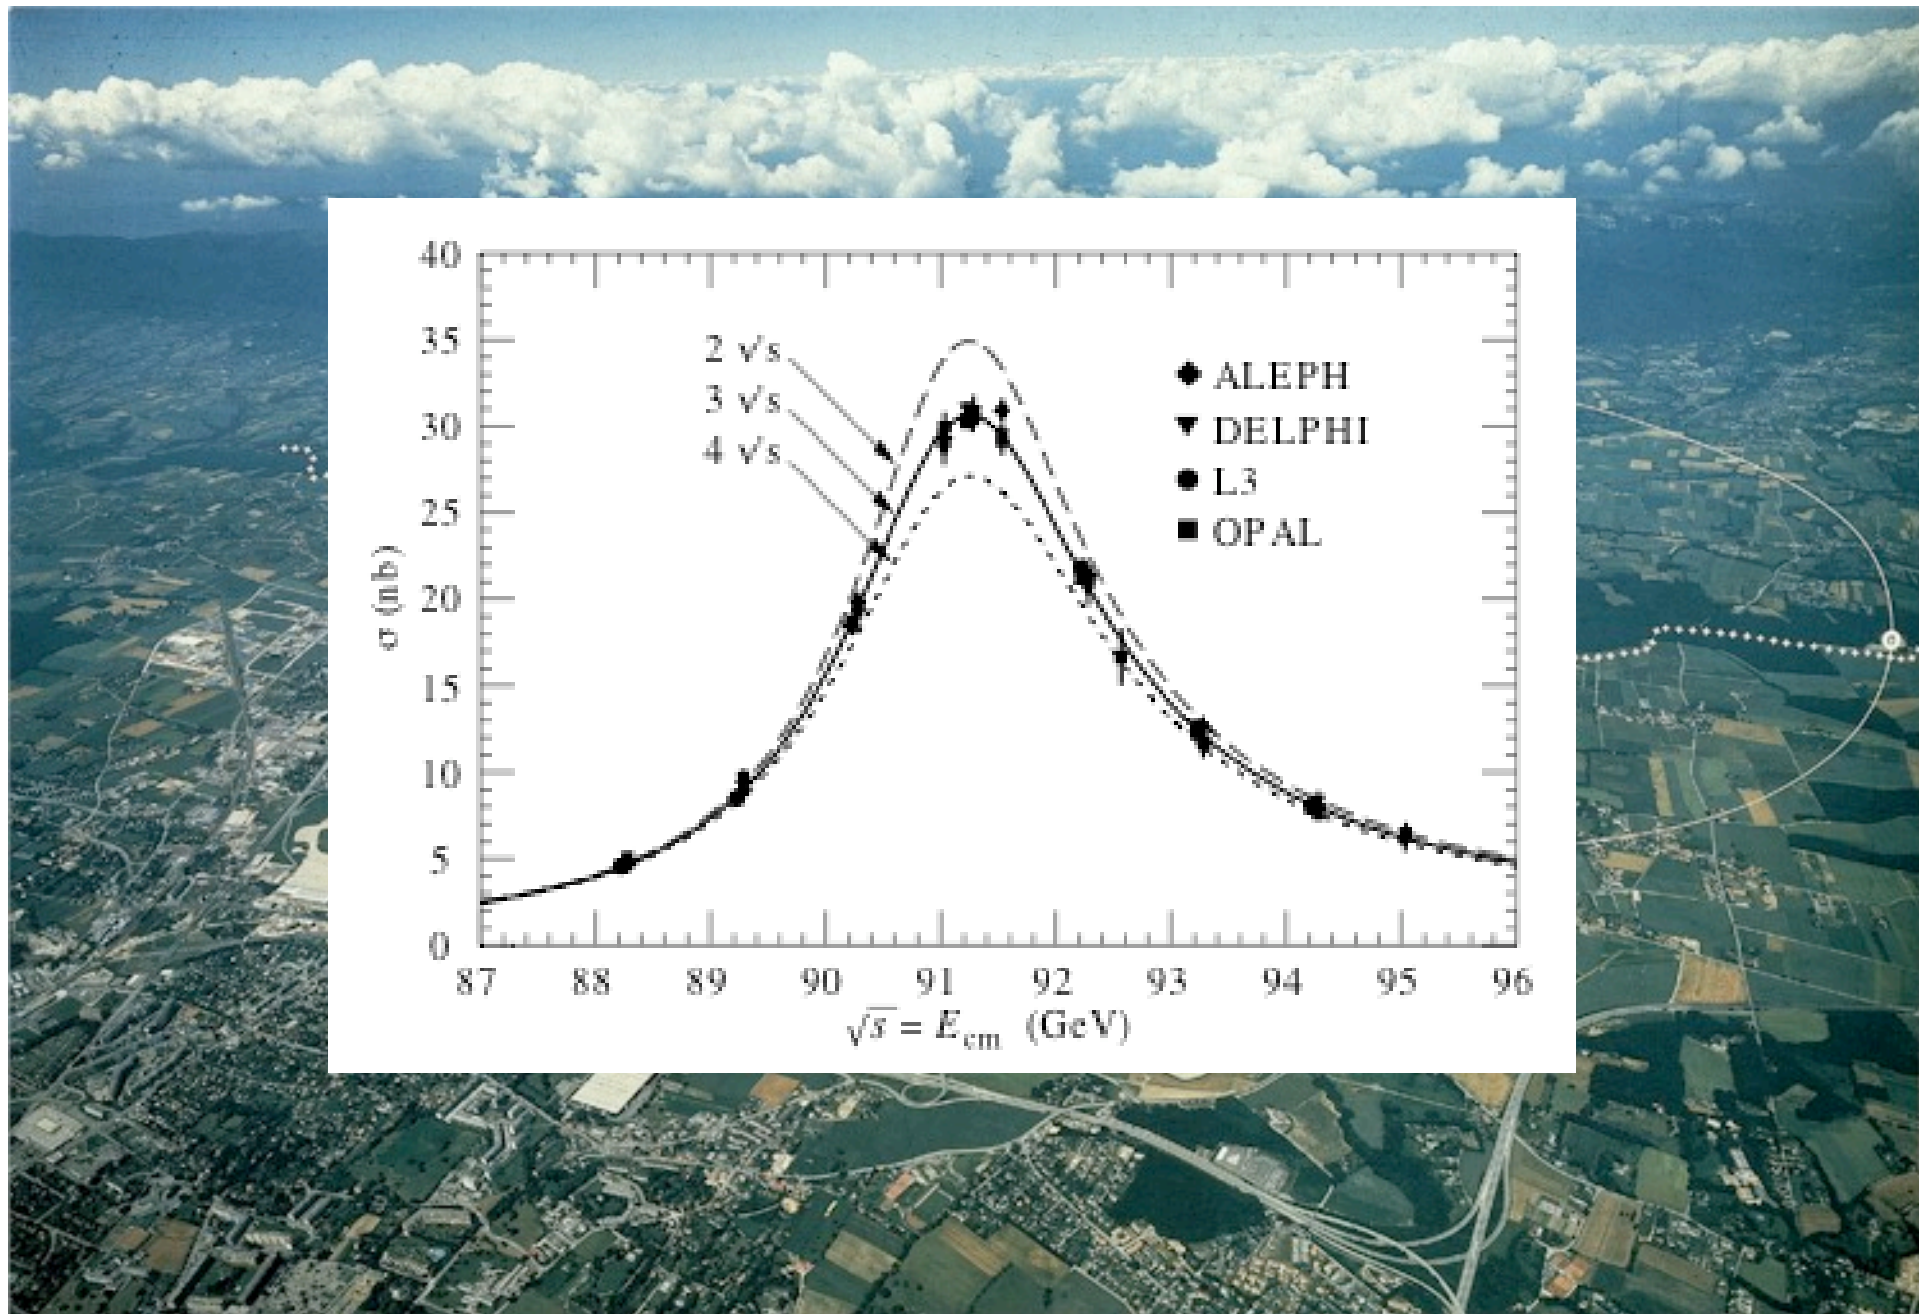 40
35
30
25
20
15
10
5
0
σ (nb)
2 ν's
3 ν's
4 ν's
ALEPH
DELPHI
L3
OPAL
87 88 89 90 91 92 93 94 95 96
√s = E_cm (GeV)